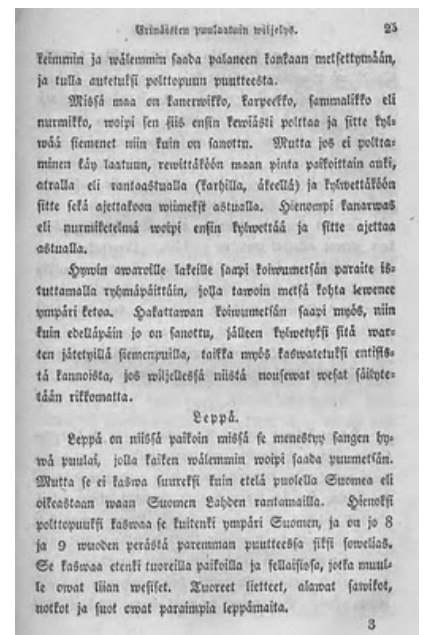 Erinäisten puulaatuin wiljelys. 25
keimmin ja wälemmin saada palaneen kankaan metsettymään,
ja tulla autetuksi polttopuun puutteesta.
Missä maa on kanerwikko, karpeekko, sammalikko eli
nurmikko, woipi sen siis ensin kewiästi polttaa ja sitte kyl-
wää siemenet niin kuin on sanottu. Mutta jos ei poltta-
minen käy laatuun, rewittäköön maan pinta paikoittain auki,
atralla eli rantaastualla (karhilla, äkeellä) ja kylwettäköön
sitte sekä ajettakoon wiimeksi astualla. Hienompi kanarwas
eli nurmiketelmä woipi ensin kylwettää ja sitte ajettaa
astualla.
Hywin awaroille lakeille saapi koiwumetsän paraite is-
tuttamalla ryhmäpäittäin, jolla tawoin metsä kohta lewenee
ympäri ketoa. Hakattawan koiwumetsän saapi myös, niin
kuin edelläpäin jo on sanottu, jälleen kylwetyksi sitä war-
ten jätetyillä siemenpuilla, taikka myös kaswatetuksi entisis-
tä kannoista, jos wiljellessä niistä nousewat wesat säilyte-
tään rikkomatta.
Leppä.
Leppä on niissä paikoin missä se menestyy sangen hy-
wä puulai, jolla kaiken wälemmin woipi saada puumetsän.
Mutta se ei kaswa suureksi kuin etelä puolella Suomea eli
oikeastaan waan Suomen Lahden rantamailla. Hienoksi
polttopuuksi kaswaa se kuitenki ympäri Suomen, ja on jo 8
ja 9 wuoden perästä paremman puutteessa siksi sowelias.
Se kaswaa etenki tuoreilla paikoilla ja sellaisissa, jotka muul-
le owat liian wesiset. Tuoreet lietteet, alawat sawikot,
notkot ja suot owat paraimpia leppämaita.
3